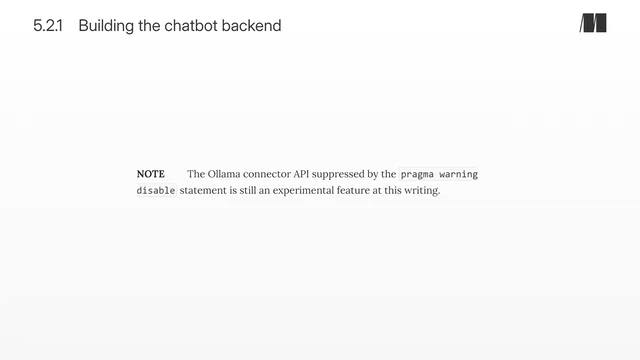 5.2.1 Building the chatbot backend
NOTE The Ollama connector API suppressed by the pragma warning
disable statement is still an experimental feature at this writing.